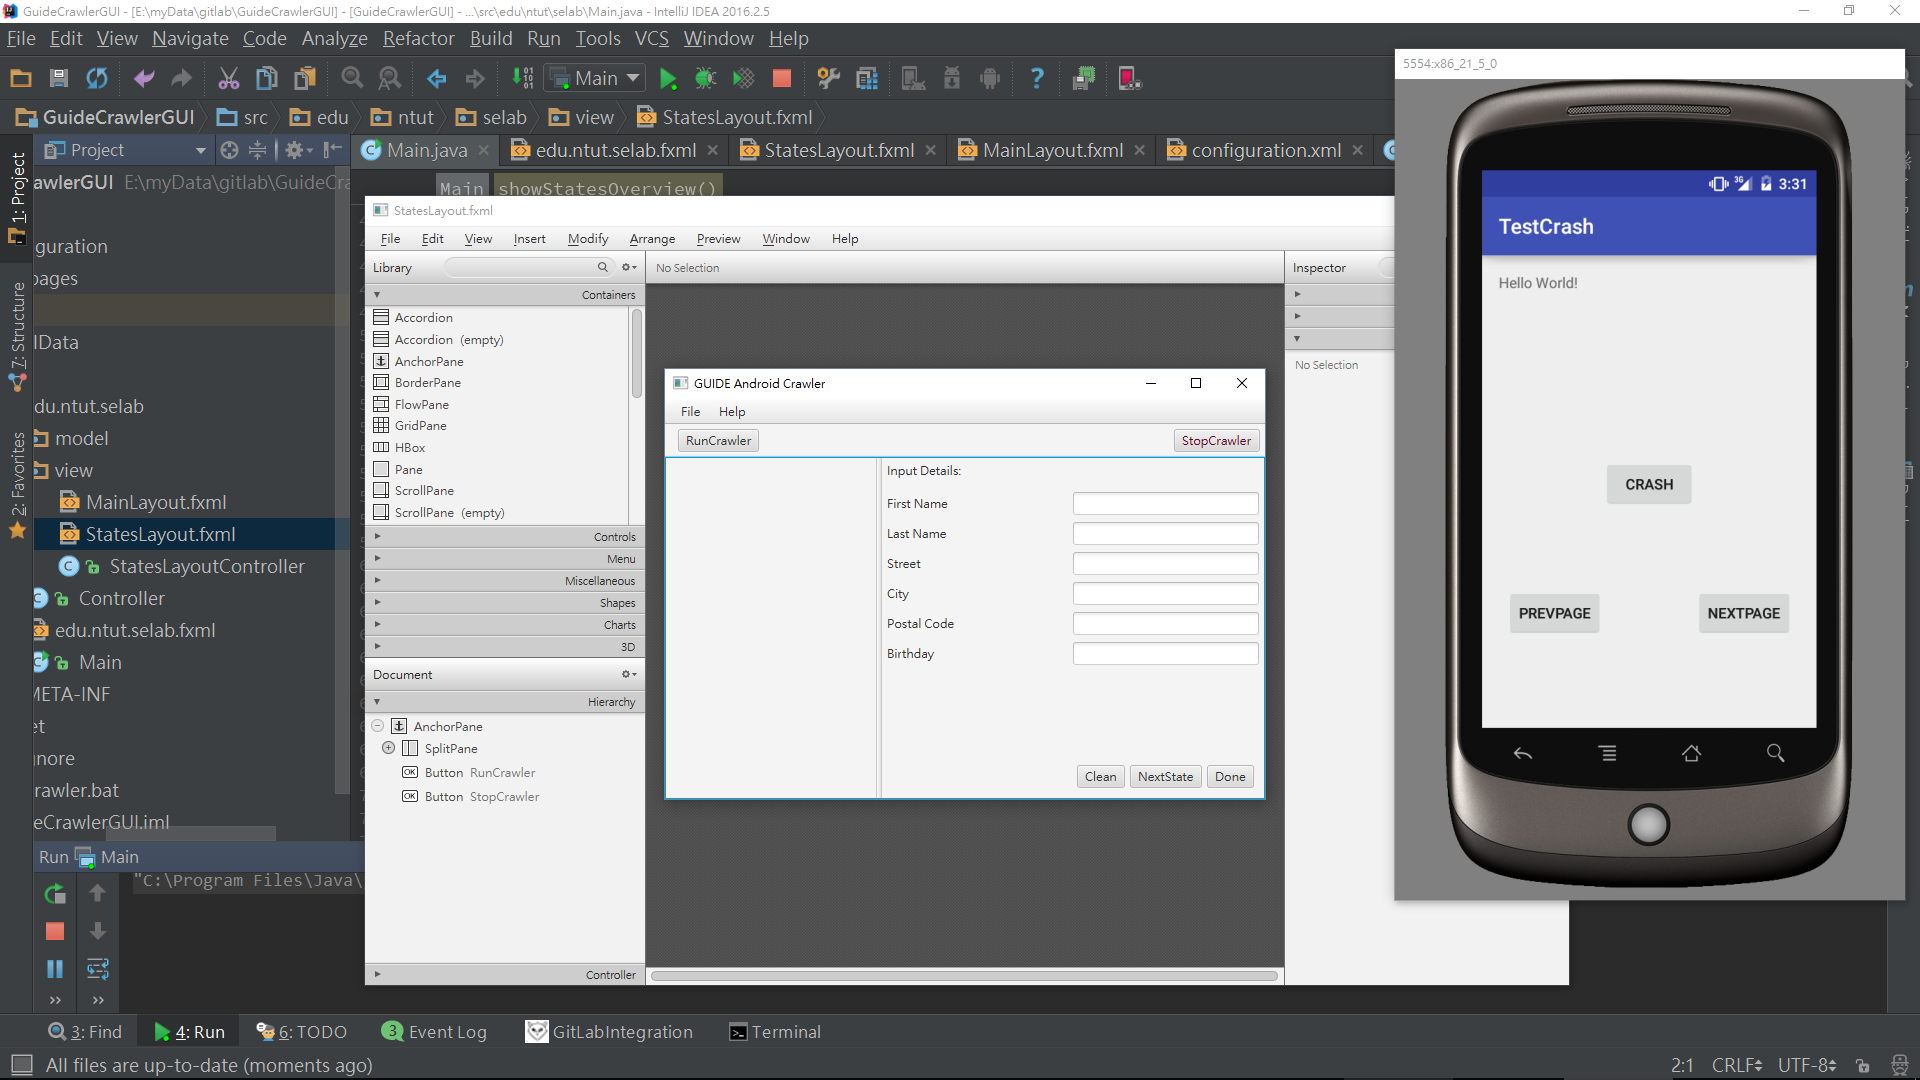 GuideCrawlerGUI - [E:\myData\gitlab\GuideCrawlerGUI] - [GuideCrawlerGUI] - ...\src\edu\ntut\selab\Main.java - IntelliJ IDEA 2016.2.5
File Edit View Navigate Code Analyze Refactor Build Run Tools VCS Window Help
Main
GuideCrawlerGUI src edu ntut selab view StatesLayout.fxml
Project
Main.java edu.ntut.selab.fxml StatesLayout.fxml MainLayout.fxml configuration.xml
Main showStatesOverview()
1: Project
7: Structure
2: Favorites
awlerGUI E:\myData\gitlab\GuideCra
guration
pages
lData
du.ntut.selab
model
view
MainLayout.fxml
StatesLayout.fxml
StatesLayoutController
Controller
edu.ntut.selab.fxml
Main
META-INF
et
nore
rawler.bat
eCrawlerGUI.iml
StatesLayout.fxml
File Edit View Insert Modify Arrange Preview Window Help
Library
No Selection
Inspector
Containers
Accordion
Accordion (empty)
AnchorPane
BorderPane
FlowPane
GridPane
HBox
Pane
ScrollPane
ScrollPane (empty)
Controls
Menu
Miscellaneous
Shapes
Charts
3D
Document
Hierarchy
AnchorPane
SplitPane
Button RunCrawler
Button StopCrawler
Controller
No Selection
GUIDE Android Crawler
File Help
RunCrawler StopCrawler
Input Details:
First Name
Last Name
Street
City
Postal Code
Birthday
Clean NextState Done
5554:x86_21_5_0
3G 3:31
TestCrash
Hello World!
CRASH
PREVPAGE NEXTPAGE
Run Main
"C:\Program Files\Java\
3: Find 4: Run 6: TODO 3 Event Log GitLabIntegration Terminal
All files are up-to-date (moments ago)
2:1 CRLF UTF-8